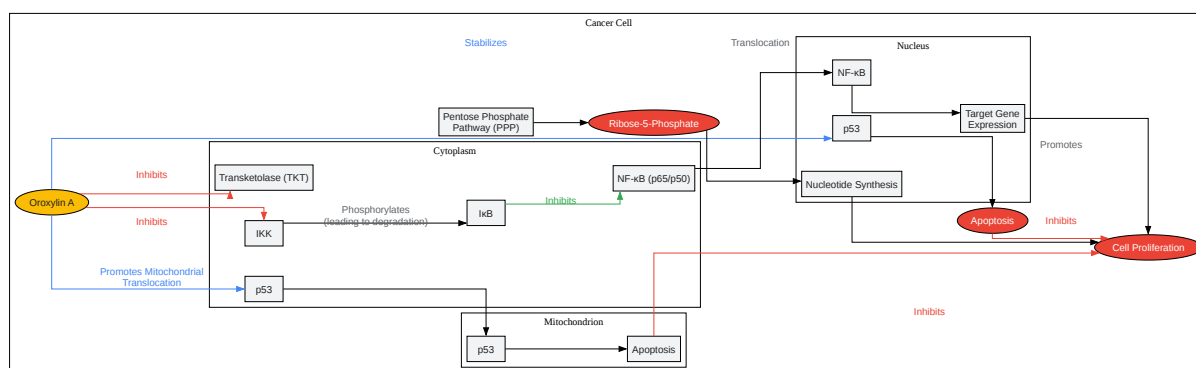 Cancer Cell
Stabilizes
Translocation
Nucleus
NF-κB
Pentose Phosphate
Pathway (PPP)
Ribose-5-Phosphate
Target Gene
Expression
p53
Promotes
Cytoplasm
Inhibits
Transketolase (TKT)
NF-κB (p65/p50)
Nucleotide Synthesis
Oroxylin A
Inhibits
Phosphorylates
(leading to degradation)
IκB
Inhibits
IKK
Apoptosis
Inhibits
Cell Proliferation
Promotes Mitochondrial
Translocation
p53
Inhibits
Mitochondrion
p53
Apoptosis